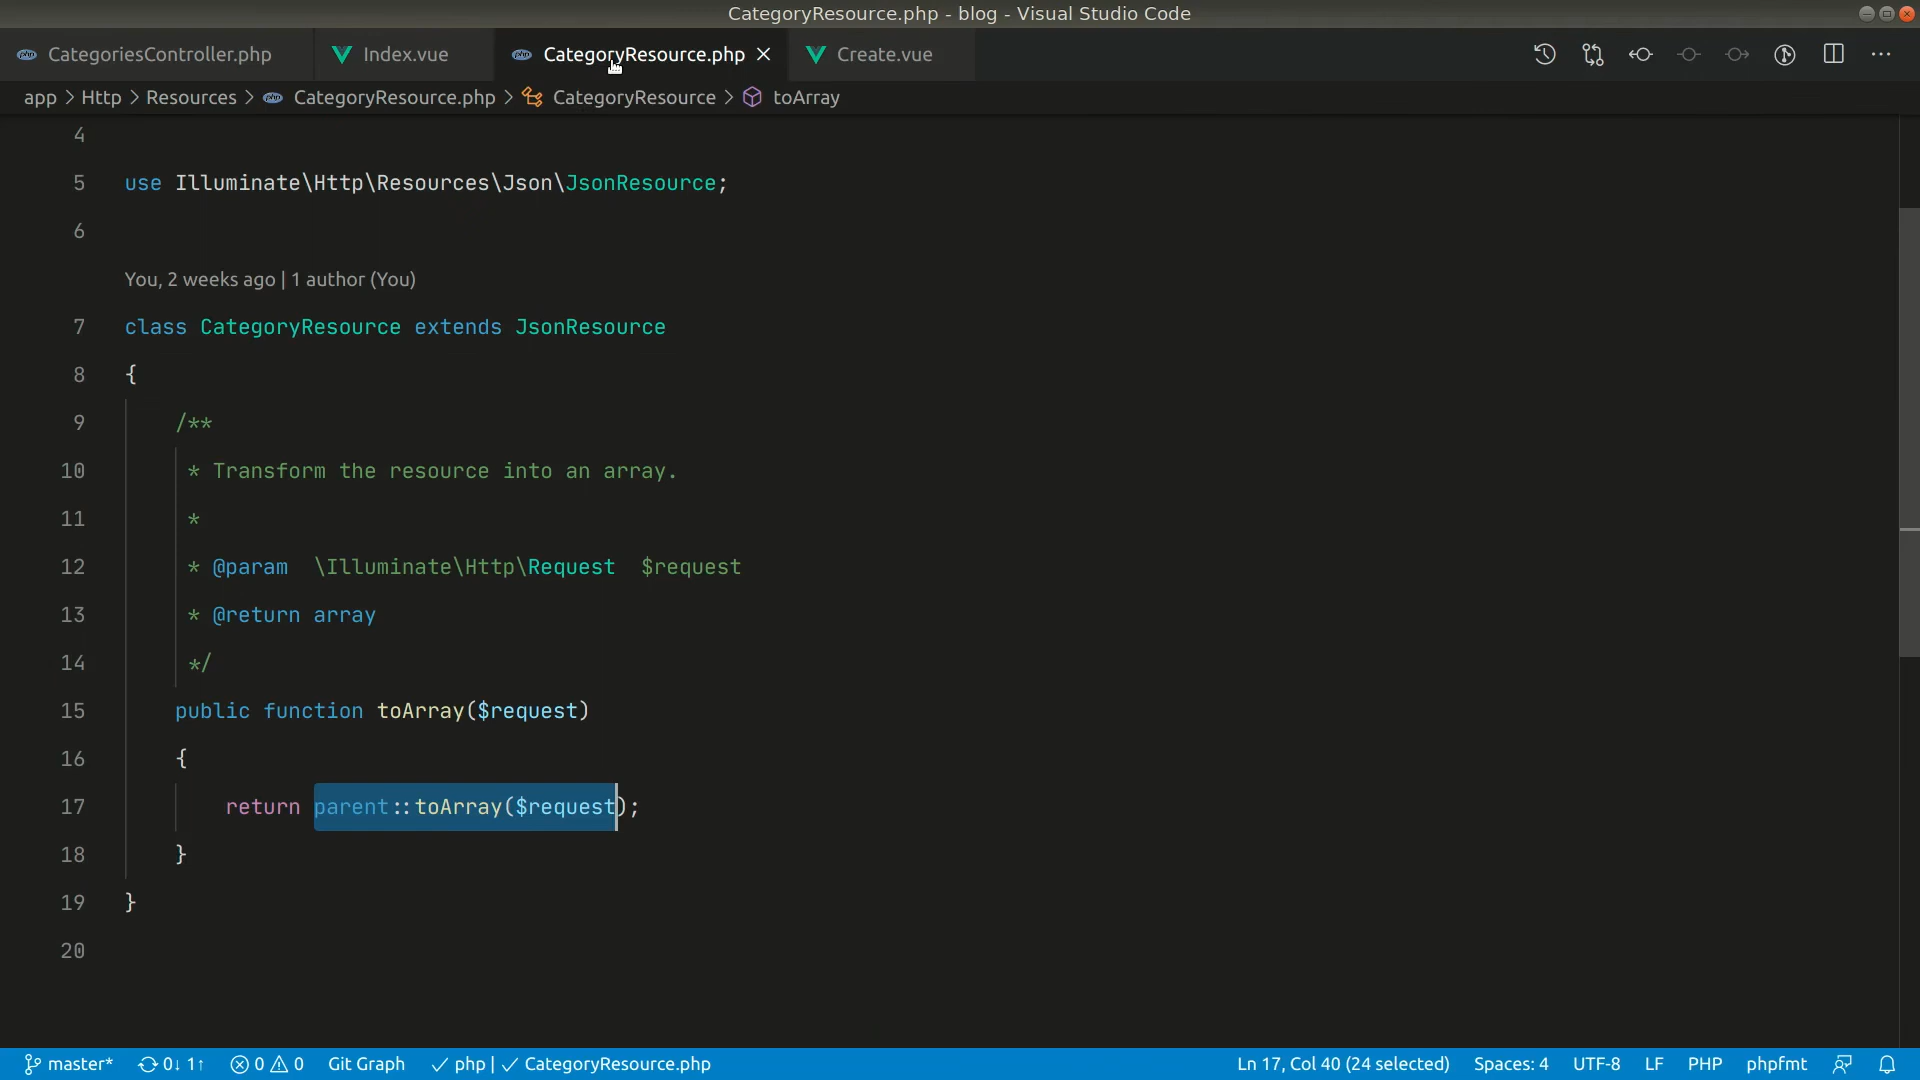 CategoryResource.php - blog - Visual Studio Code
CategoriesController.php Index.vue CategoryResource.php Create.vue
app > Http > Resources > CategoryResource.php > CategoryResource > toArray
4
5 use Illuminate\Http\Resources\Json\JsonResource;
6
You, 2 weeks ago | 1 author (You)
7 class CategoryResource extends JsonResource
8 {
9 /**
10 * Transform the resource into an array.
11 *
12 * @param \Illuminate\Http\Request $request
13 * @return array
14 */
15 public function toArray($request)
16 {
17 return parent::toArray($request);
18 }
19 }
20
master* 0↓ 1↑ 0 0 Git Graph ✓ php | ✓ CategoryResource.php Ln 17, Col 40 (24 selected) Spaces: 4 UTF-8 LF PHP phpfmt